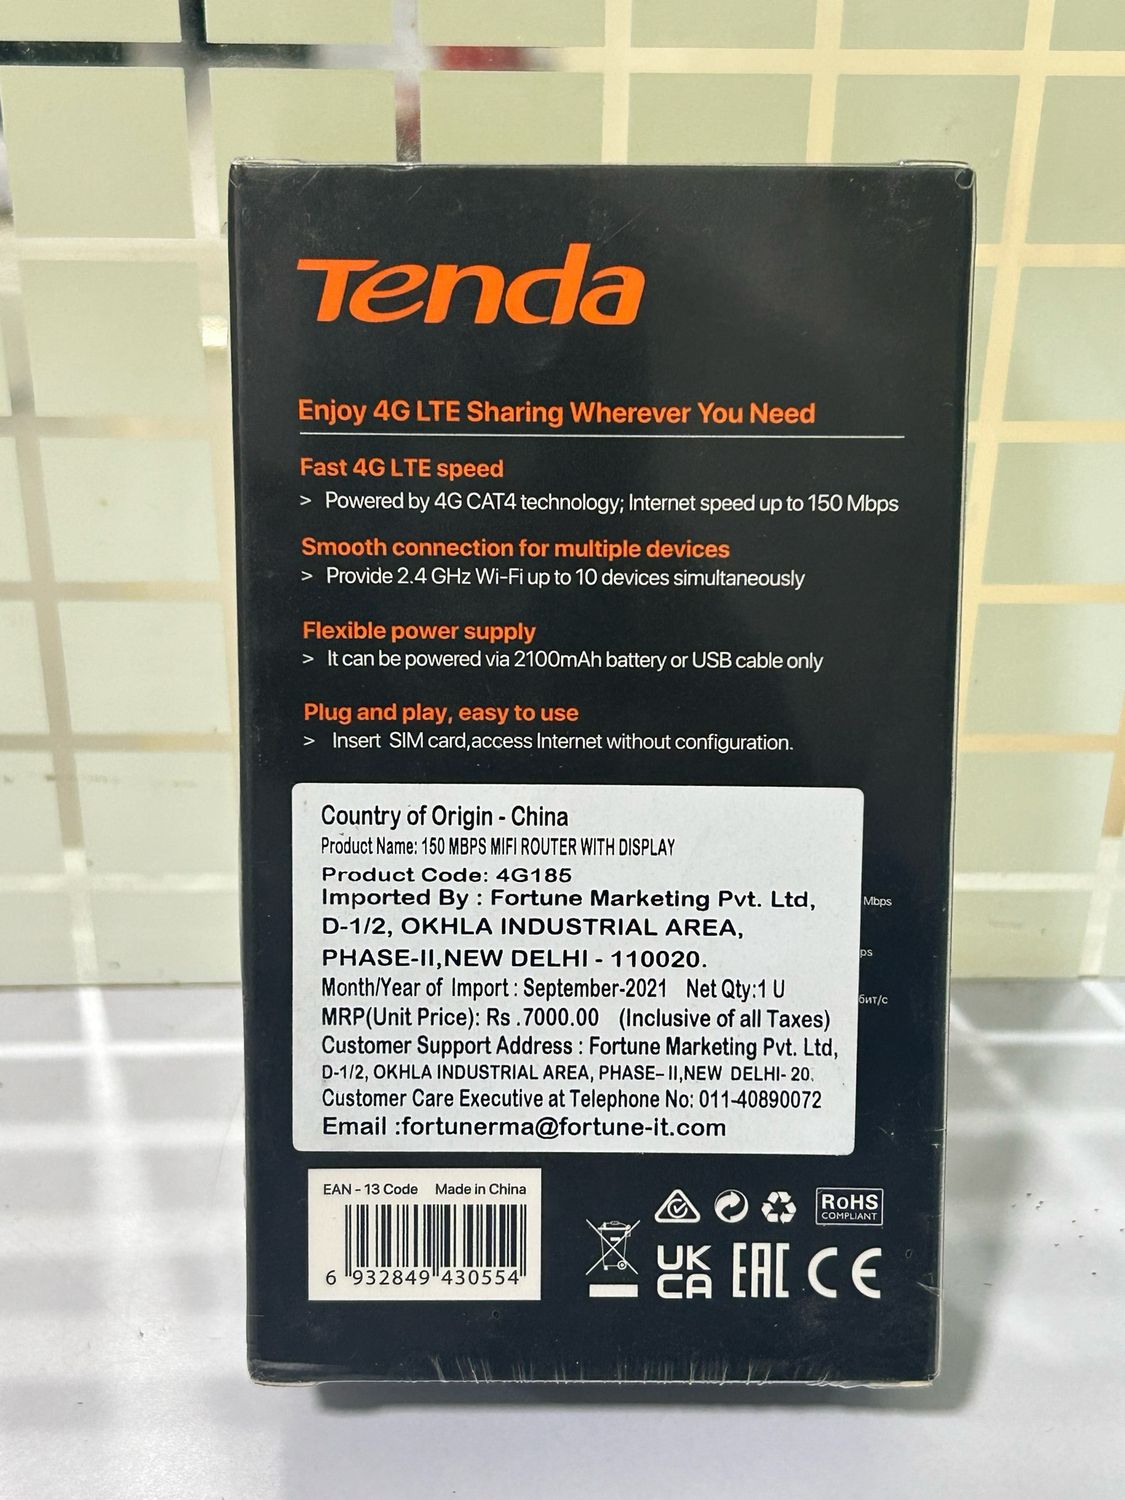 Tenda
Enjoy 4G LTE Sharing Wherever You Need
Fast 4G LTE speed
> Powered by 4G CAT4 technology; Internet speed up to 150 Mbps
Smooth connection for multiple devices
> Provide 2.4 GHz Wi-Fi up to 10 devices simultaneously
Flexible power supply
> It can be powered via 2100mAh battery or USB cable only
Plug and play, easy to use
> Insert SIM card,access Internet without configuration.
Country of Origin - China
Product Name: 150 MBPS MIFI ROUTER WITH DISPLAY
Product Code: 4G185
Imported By : Fortune Marketing Pvt. Ltd,
D-1/2, OKHLA INDUSTRIAL AREA,
PHASE-II,NEW DELHI - 110020.
Month/Year of Import : September-2021 Net Qty:1 U
MRP(Unit Price): Rs .7000.00 (Inclusive of all Taxes)
Customer Support Address : Fortune Marketing Pvt. Ltd,
D-1/2, OKHLA INDUSTRIAL AREA, PHASE-II,NEW DELHI- 20.
Customer Care Executive at Telephone No: 011-40890072
Email :fortunerma@fortune-it.com
Mbps
ps
бит/с
EAN - 13 Code Made in China
6 932849 430554
RoHS
COMPLIANT
UK
CA
EAC
CE